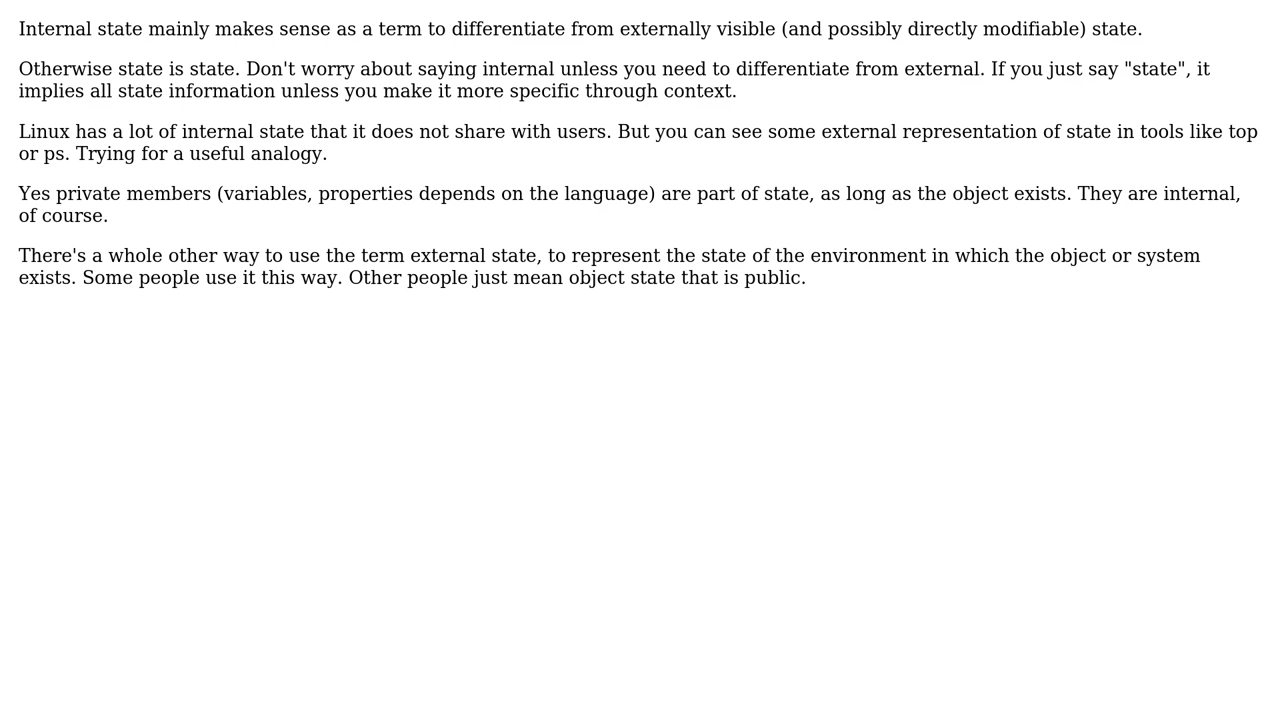 Internal state mainly makes sense as a term to differentiate from externally visible (and possibly directly modifiable) state.
Otherwise state is state. Don't worry about saying internal unless you need to differentiate from external. If you just say "state", it
implies all state information unless you make it more specific through context.
Linux has a lot of internal state that it does not share with users. But you can see some external representation of state in tools like top
or ps. Trying for a useful analogy.
Yes private members (variables, properties depends on the language) are part of state, as long as the object exists. They are internal,
of course.
There's a whole other way to use the term external state, to represent the state of the environment in which the object or system
exists. Some people use it this way. Other people just mean object state that is public.